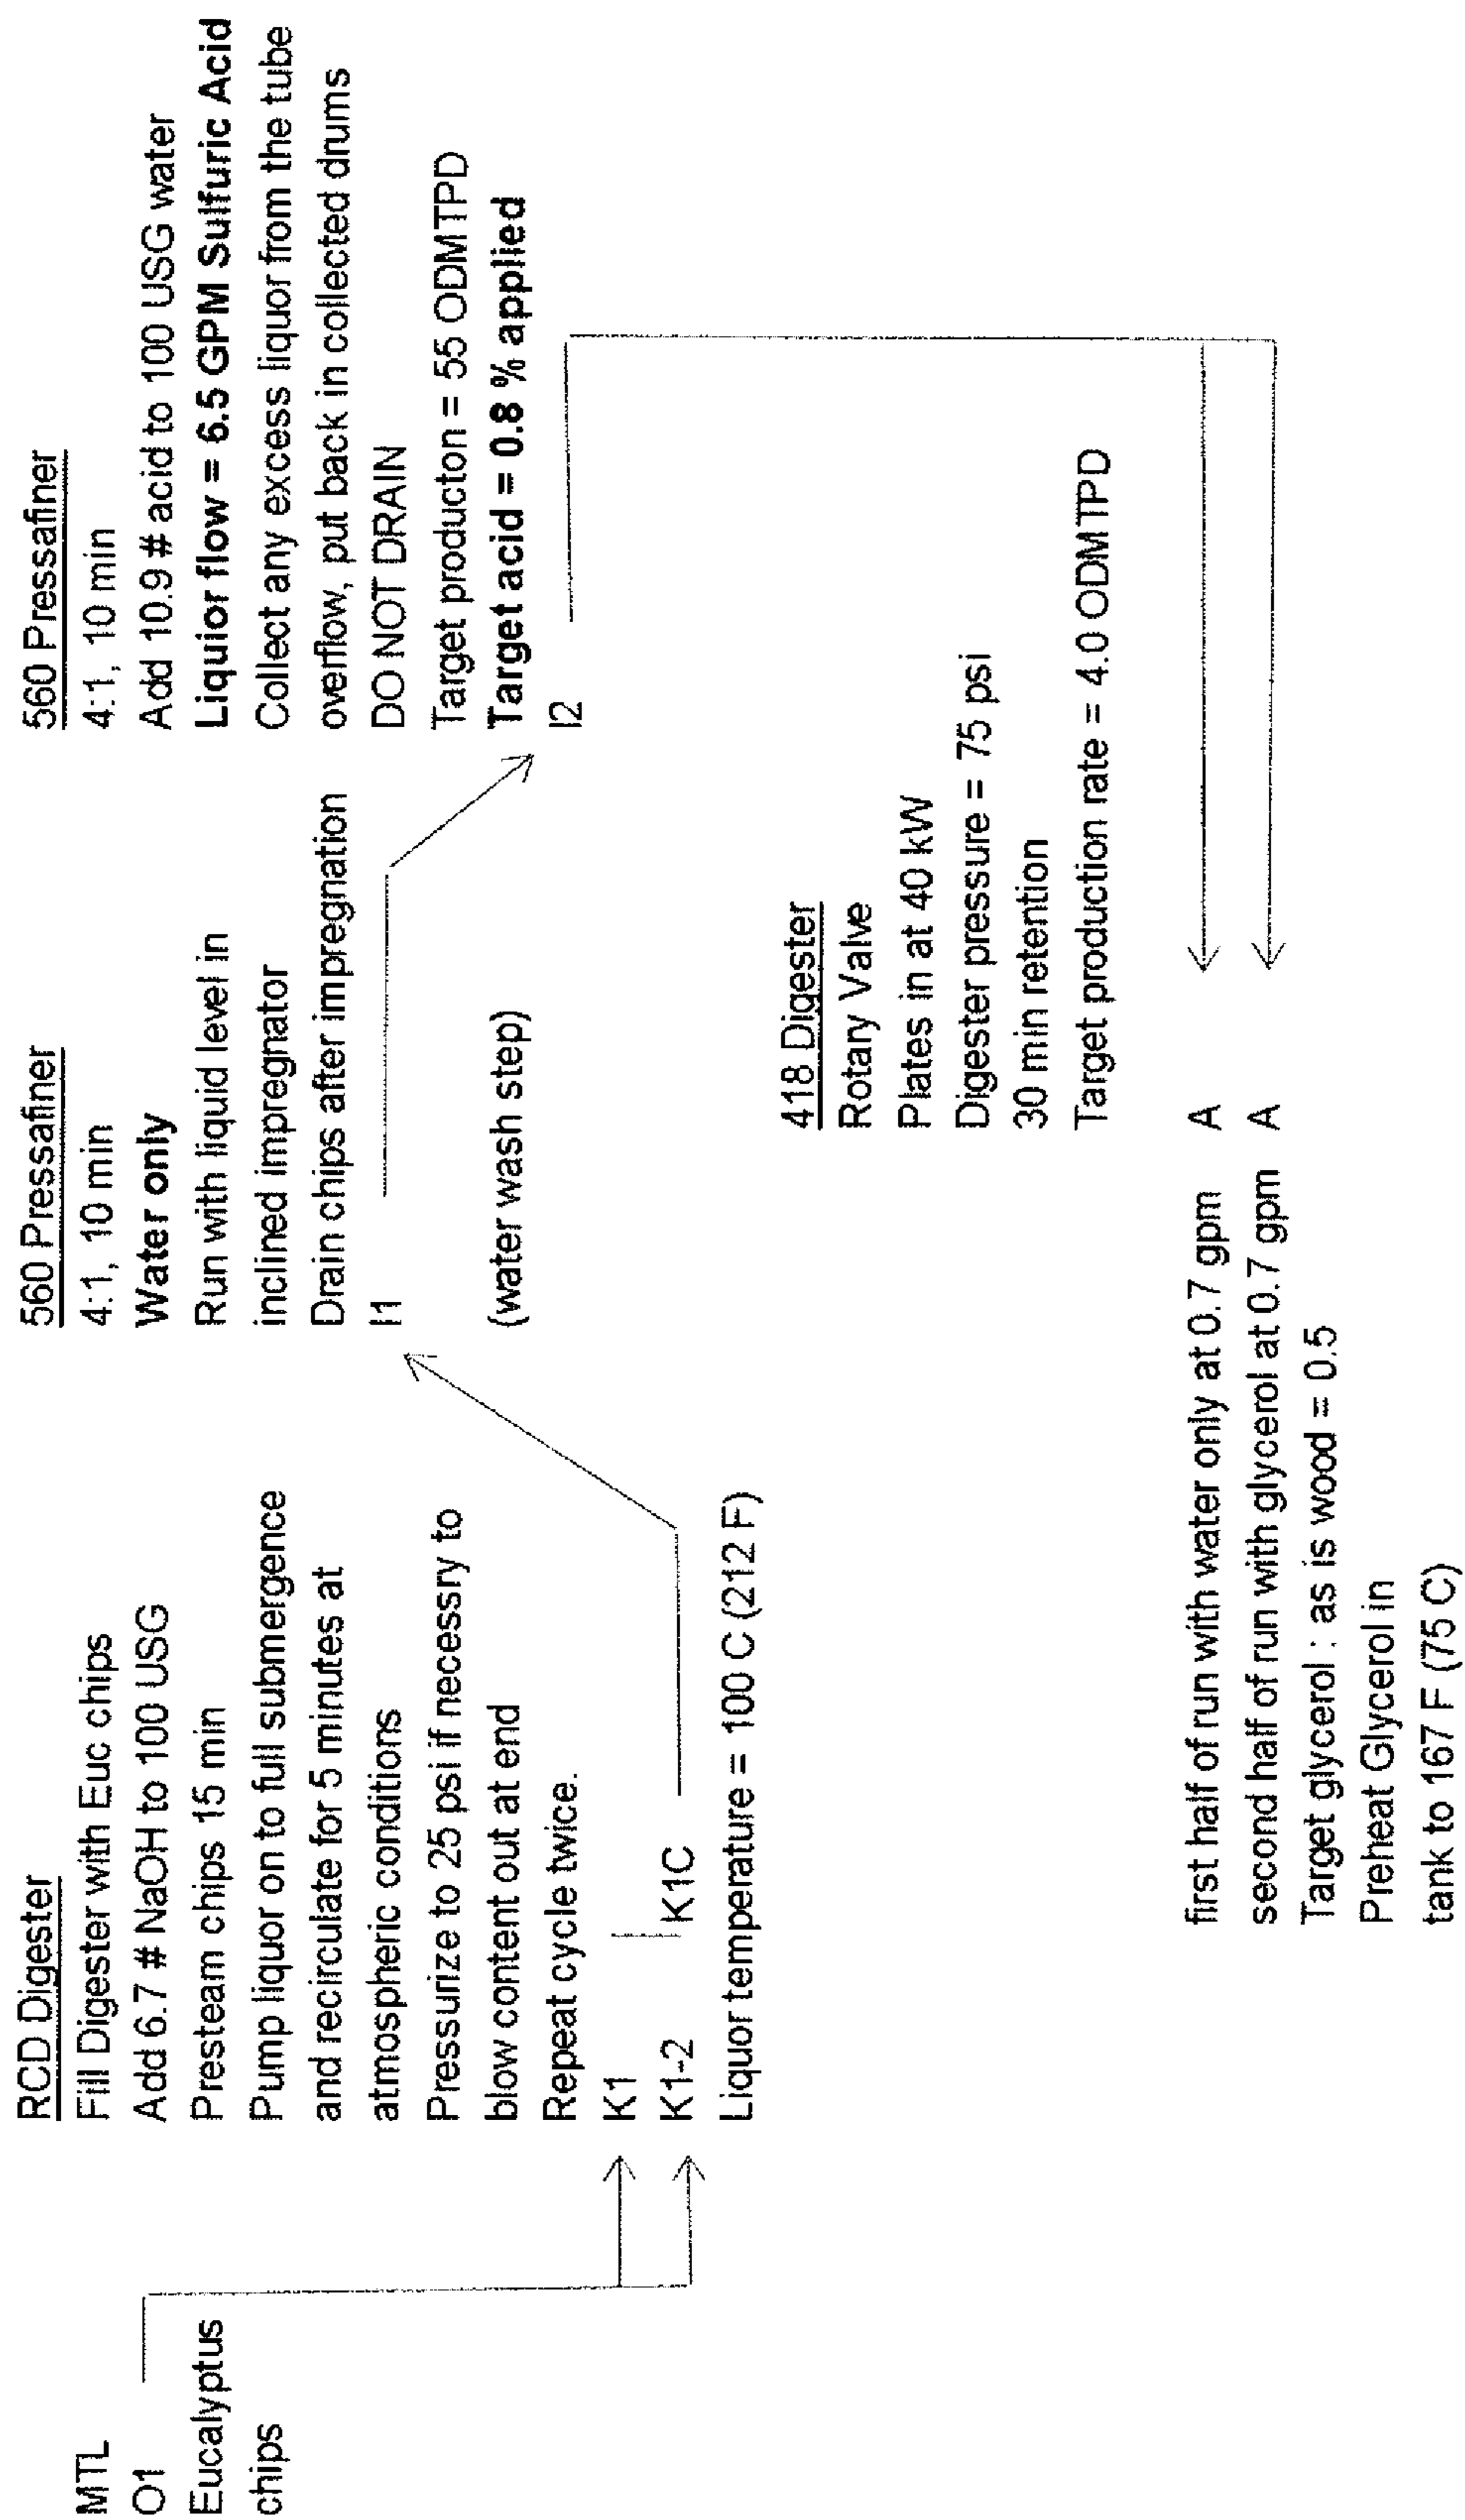 MTL
O1
Eucalyptus
chips
RCD Digester
Fill Digester with Euc chips
Add 6.7 # NaOH to 100 USG
Presteam chips 15 min
Pump liquor on to full submergence
and recirculate for 5 minutes at
atmospheric conditions
Pressurize to 25 psi if necessry to
blow content out at end
Repeat cycle twice.
K1
K1-2 K1C
Liquor temperature = 100 C (212 F)
560 Pressafiner
4:1, 10 min
Water only
Run with liquid level in
inclined impregnator
Drain chips after impregnation
I1
(water wash step)
560 Pressafiner
4:1, 10 min
Add 10.9 # acid to 100 USG water
Liquior flow = 6.5 GPM Sulfuric Acid
Collect any excess liquor from the tube
overflow, put back in collected drums
DO NOT DRAIN
Target producton = 55 ODMTPD
Target acid = 0.8 % applied
I2
418 Digester
Rotary Valve
Plates in at 40 kW
Digester pressure = 75 psi
30 min retention
Target production rate = 4.0 ODMTPD
first half of run with water only at 0.7 gpm A
second half of run with glycerol at 0.7 gpm A
Target glycerol : as is wood = 0.5
Preheat Glycerol in
tank to 167 F (75 C)